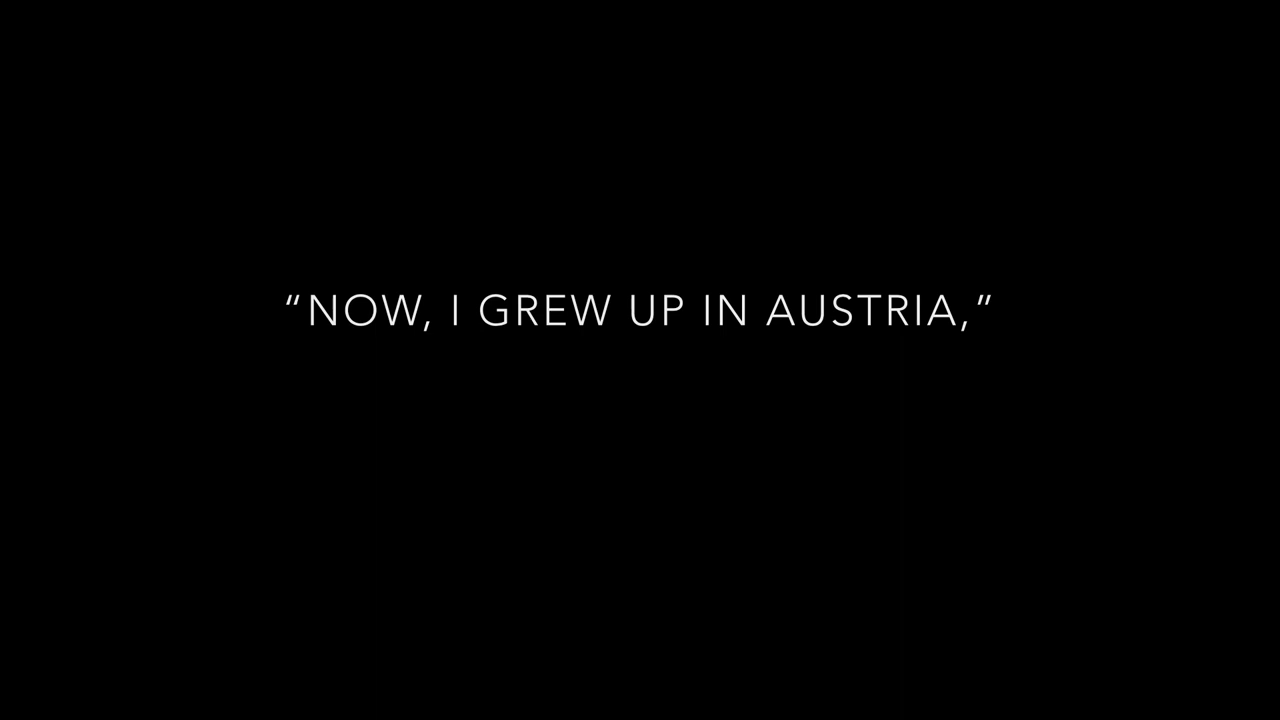 “NOW, I GREW UP IN AUSTRIA,”